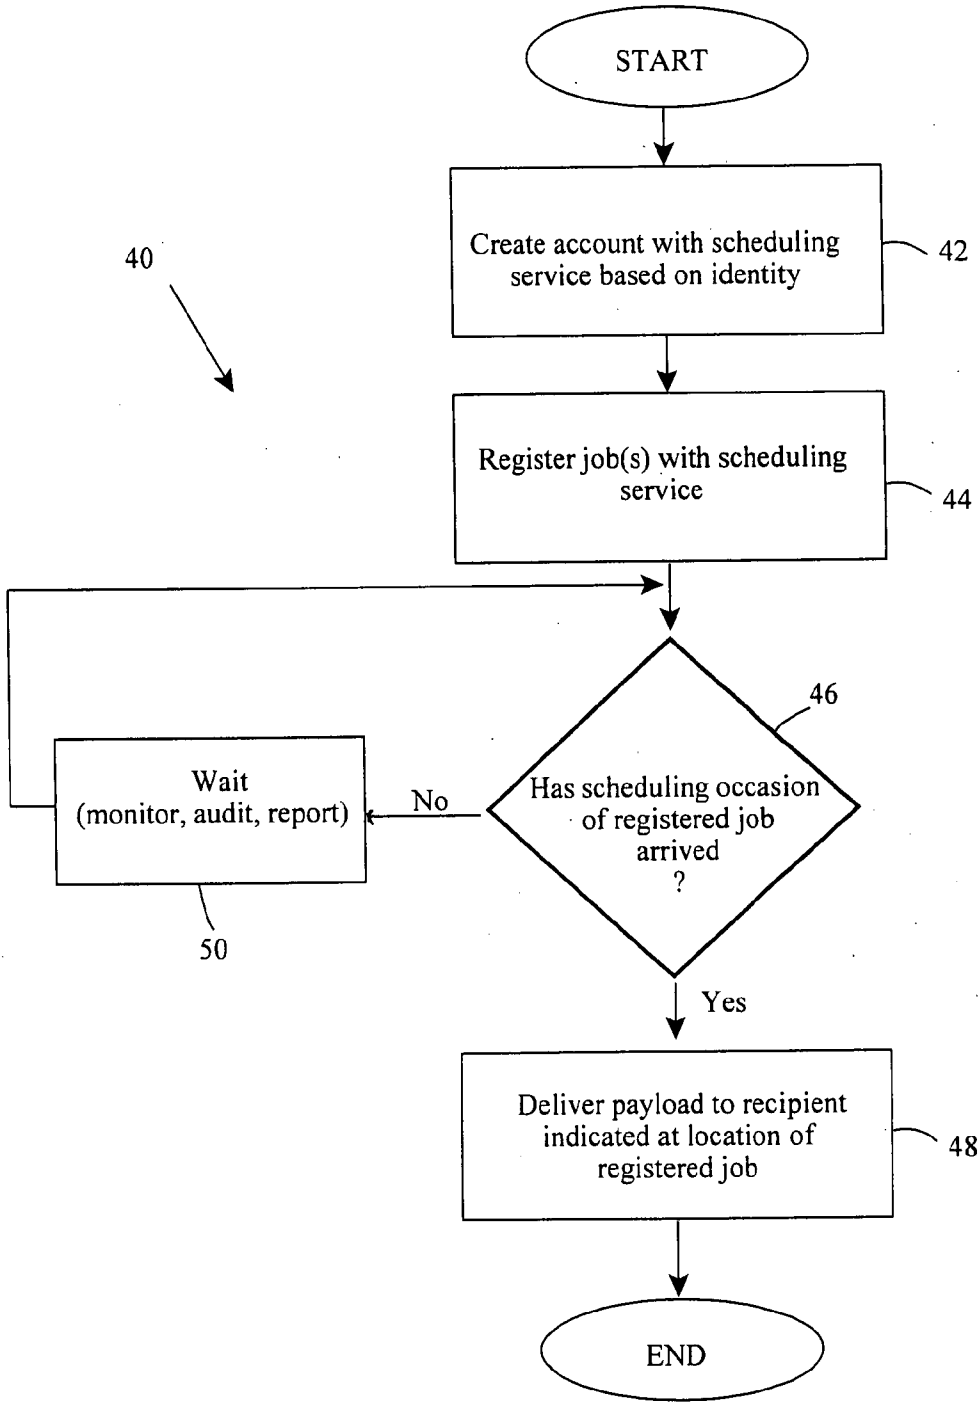 START
Create account with scheduling
service based on identity
42
40
Register job(s) with scheduling
service
44
46
Has scheduling occasion
of registered job
arrived
?
No
Wait
(monitor, audit, report)
50
Yes
Deliver payload to recipient
indicated at location of
registered job
48
END